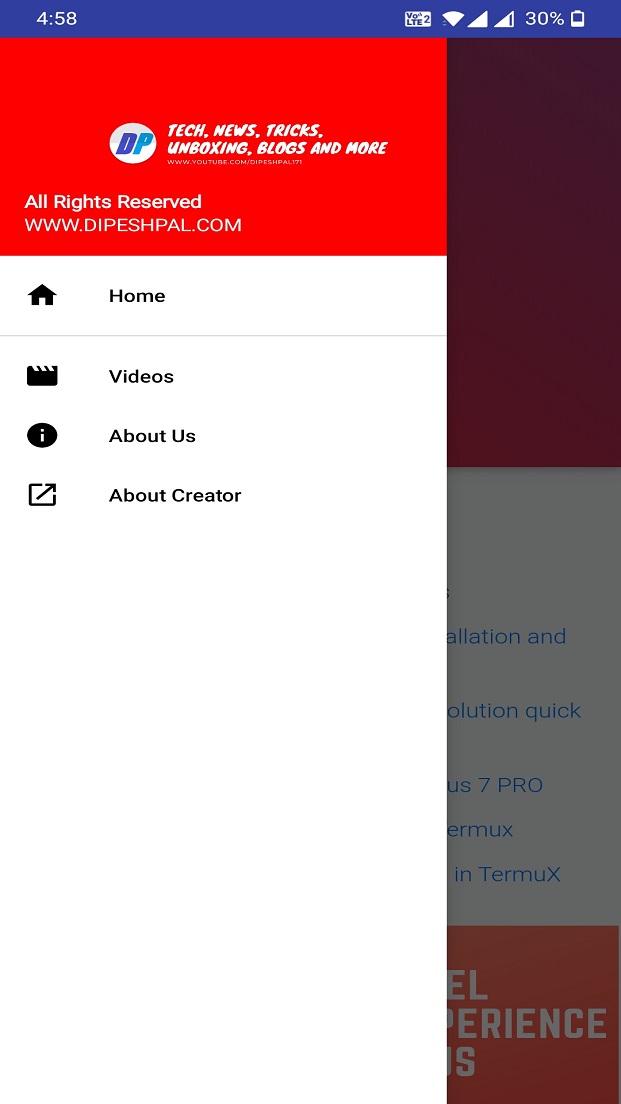 4:58
Vo
LTE 2
30%
DP
TECH, NEWS, TRICKS,
UNBOXING, BLOGS AND MORE
WWW.YOUTUBE.COM/DIPESHPAL171
All Rights Reserved
WWW.DIPESHPAL.COM
Home
Videos
About Us
About Creator
allation and
olution quick
us 7 PRO
ermux
in TermuX
EL
PERIENCE
US